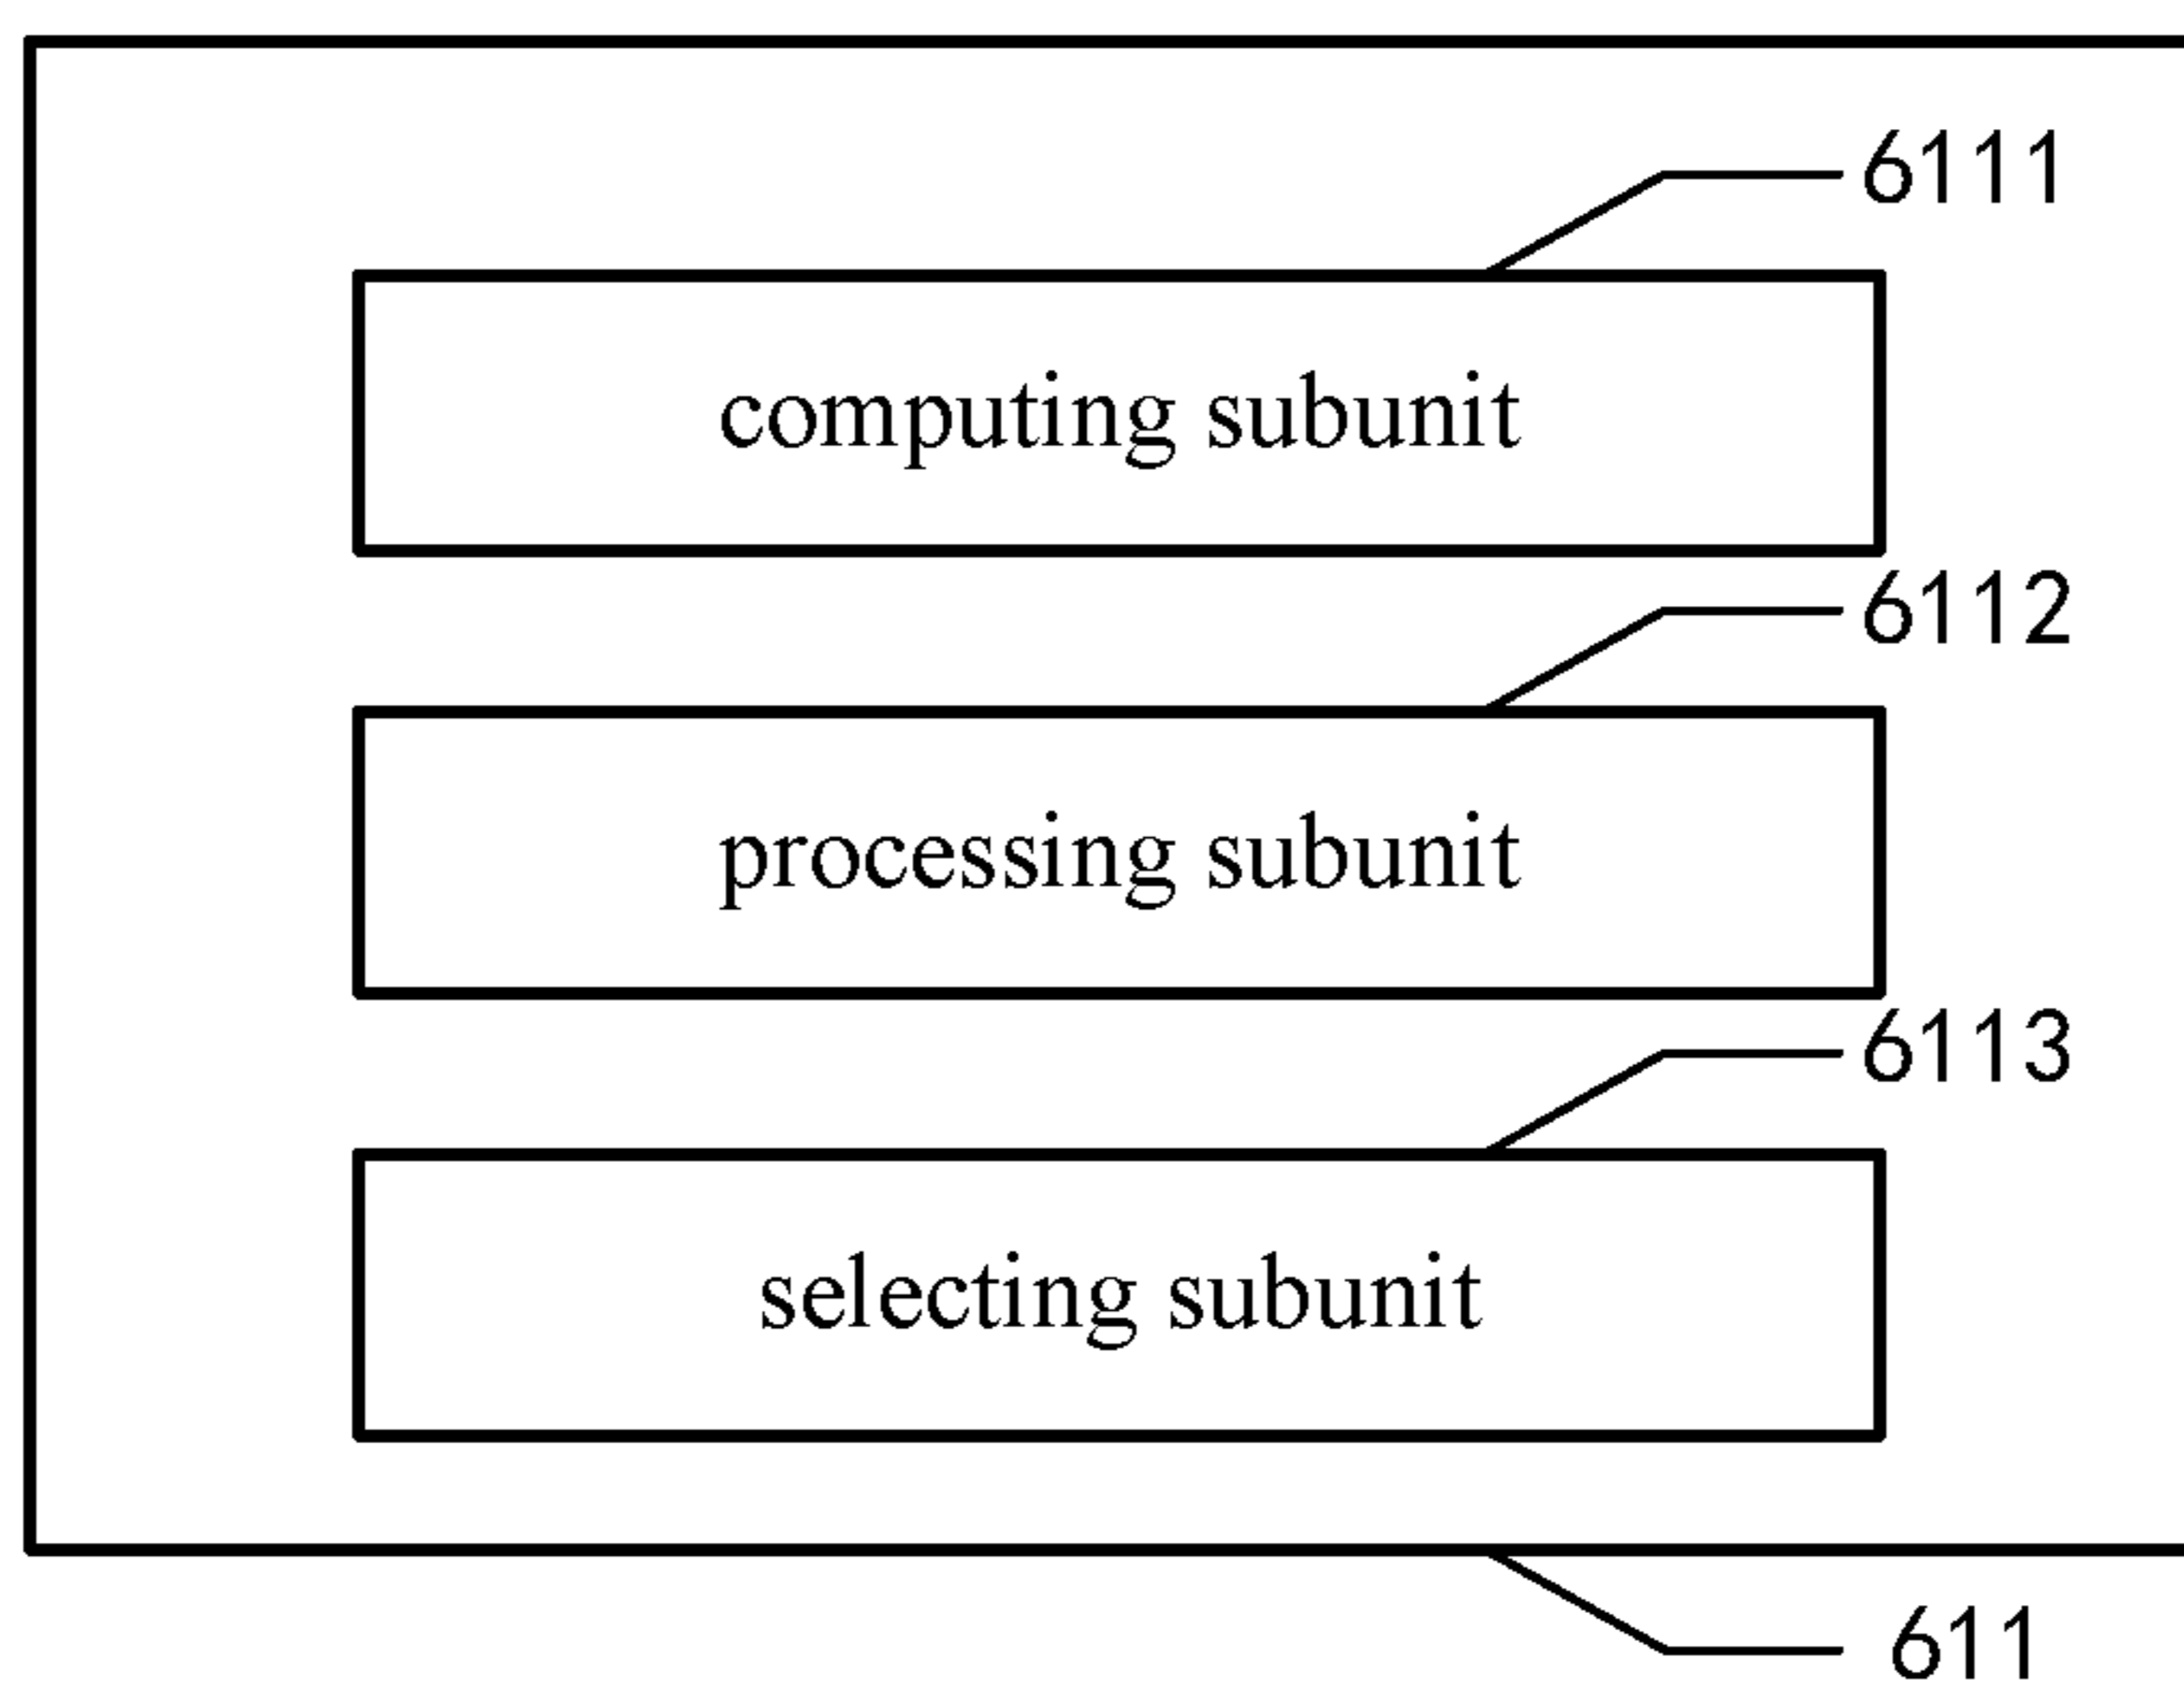 6111
computing subunit
6112
processing subunit
6113
selecting subunit
611